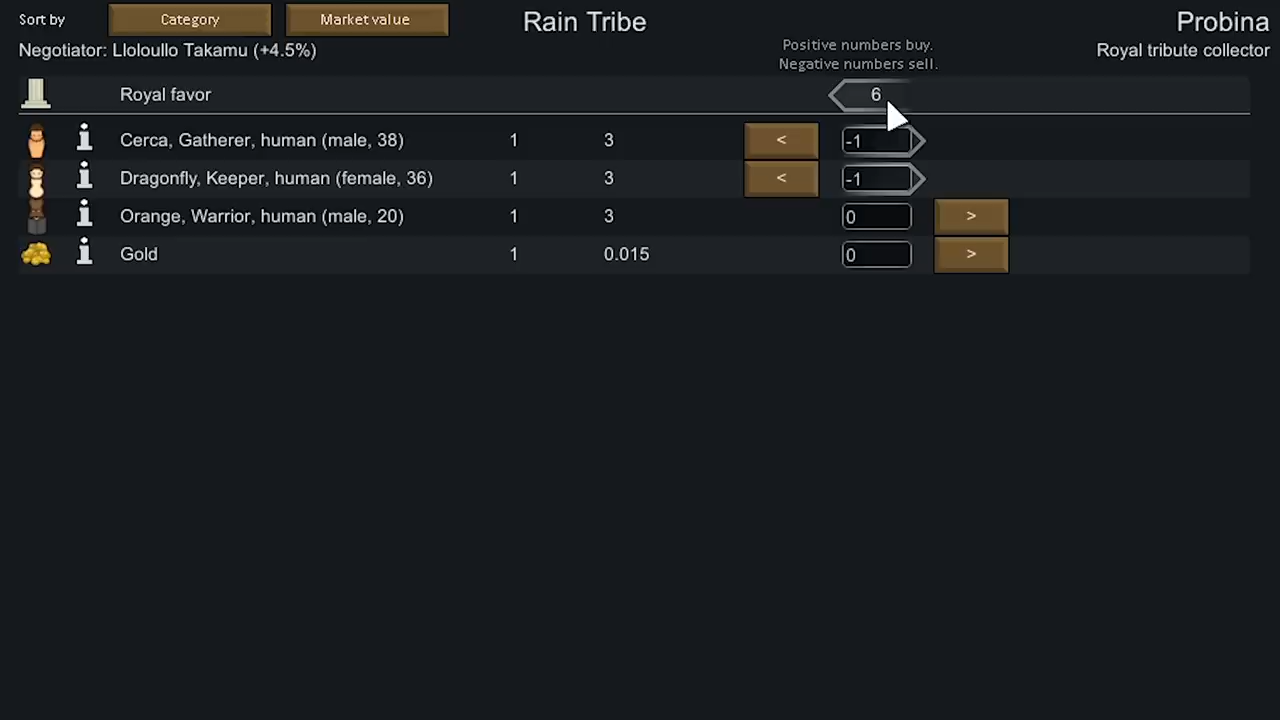 Sort by Category Market value Rain Tribe Probina
Negotiator: Lloloullo Takamu (+4.5%) Positive numbers buy. Royal tribute collector
Negative numbers sell.
Royal favor 6
Cerca, Gatherer, human (male, 38) 1 3 < -1
Dragonfly, Keeper, human (female, 36) 1 3 < -1
Orange, Warrior, human (male, 20) 1 3 0 >
Gold 1 0.015 0 >